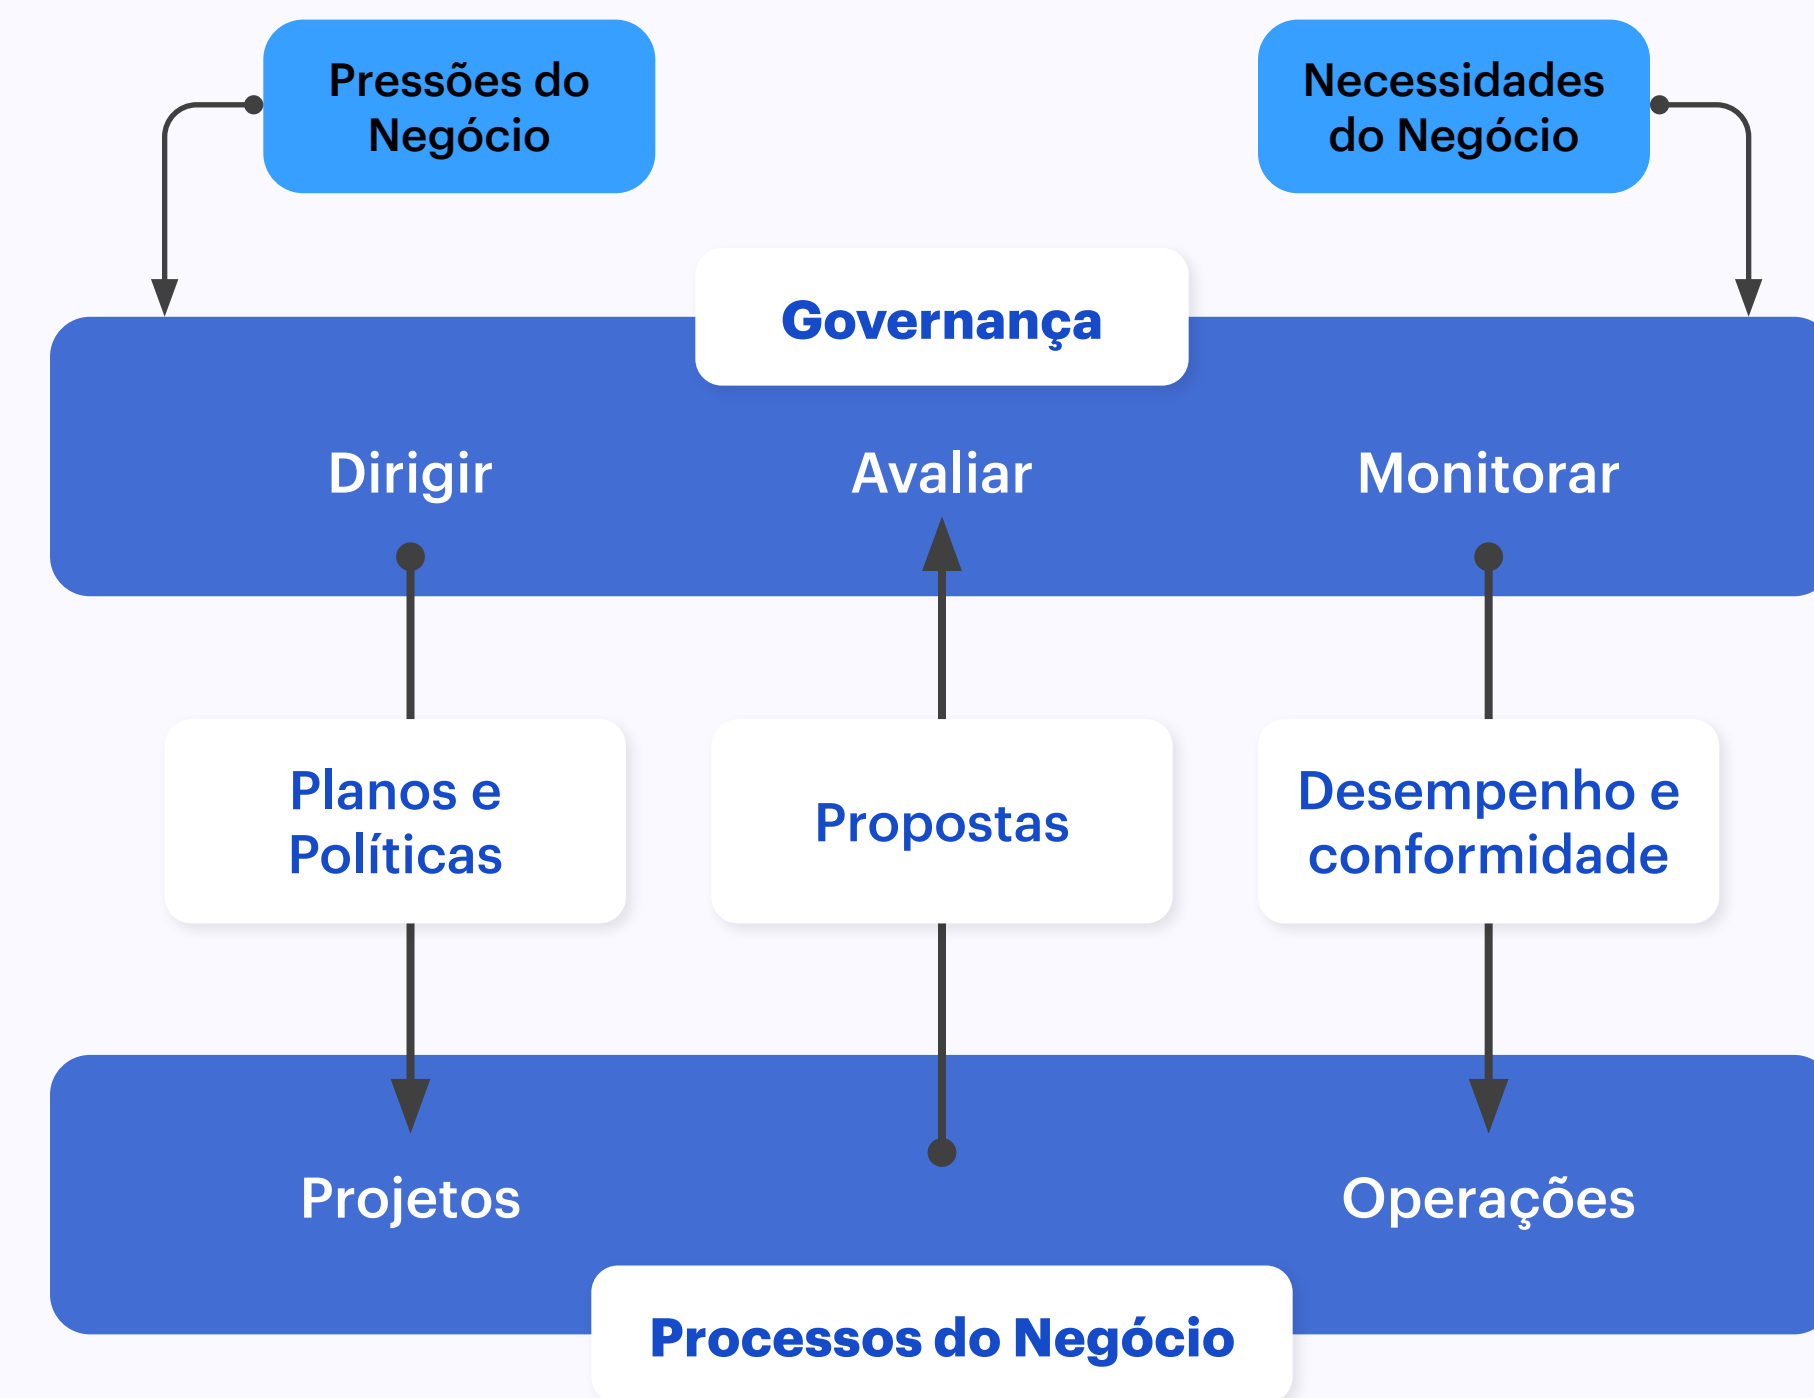 Pressões do
Negócio
Necessidades
do Negócio
Governança
Dirigir
Avaliar
Monitorar
Planos e
Políticas
Propostas
Desempenho e
conformidade
Projetos
Operações
Processos do Negócio